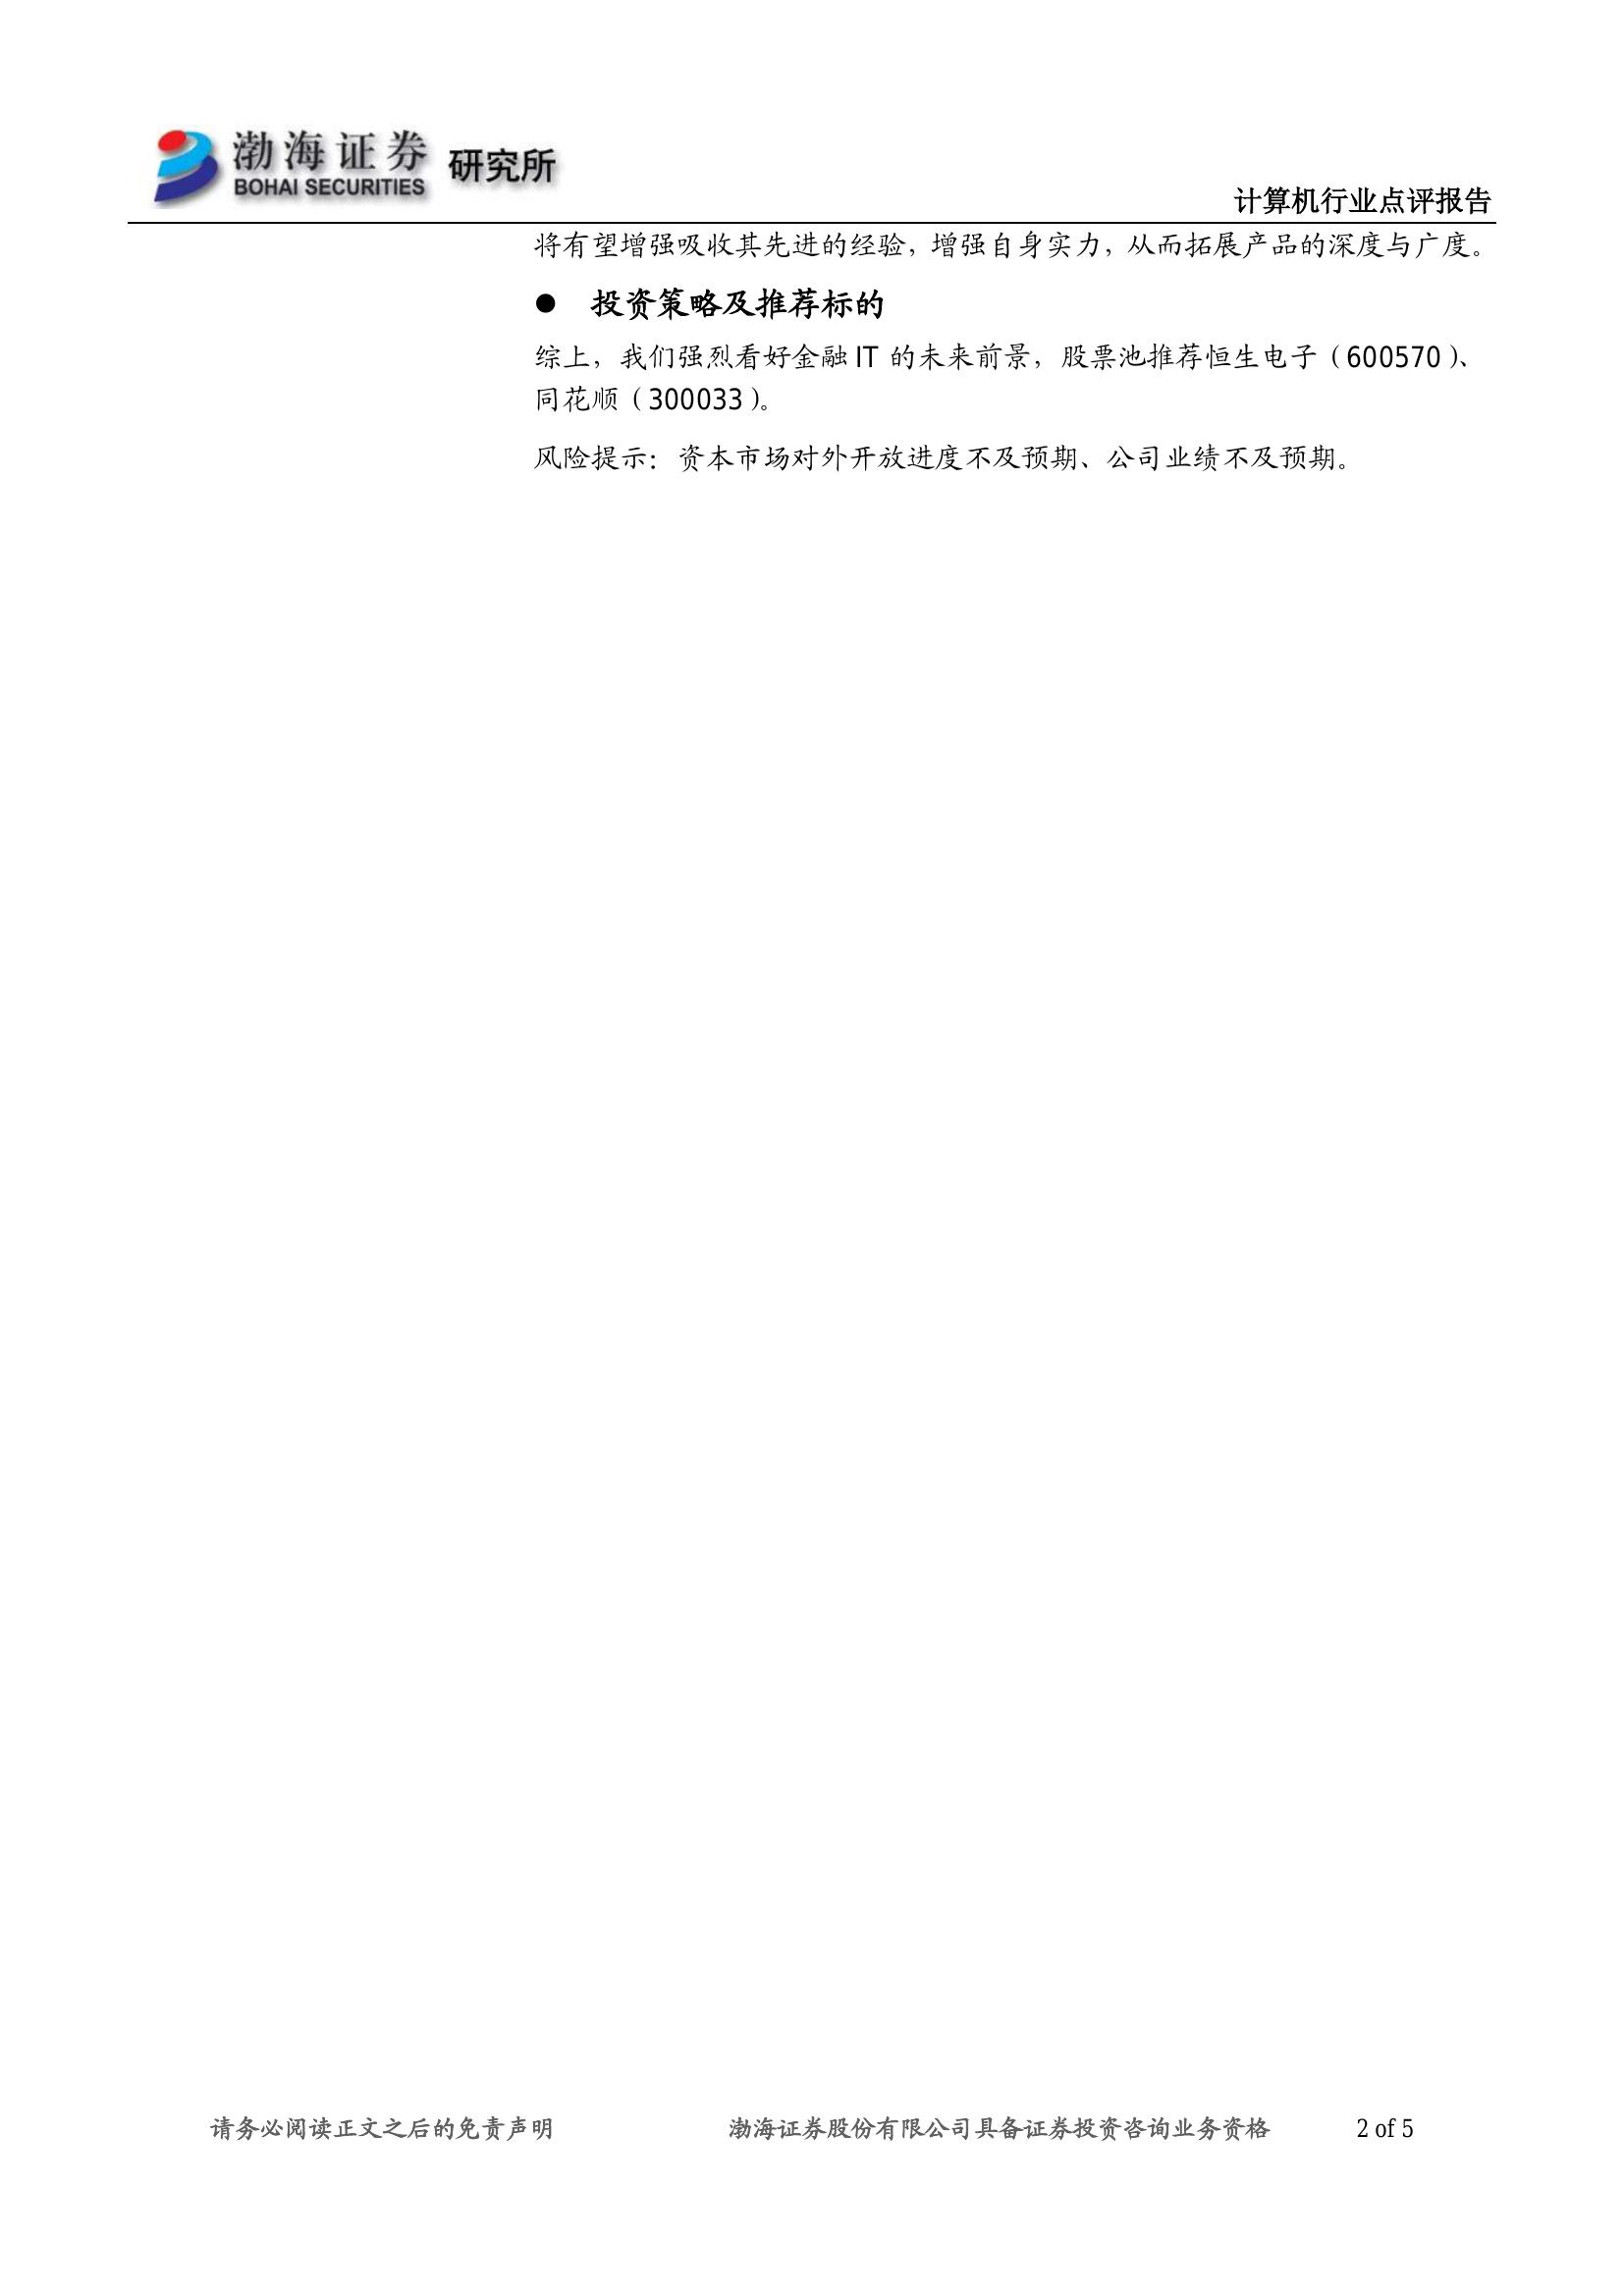 渤海证券 研究所
BOHAI SECURITIES
计算机行业点评报告
将有望增强吸收其先进的经验，增强自身实力，从而拓展产品的深度与广度。
● 投资策略及推荐标的
综上，我们强烈看好金融 IT 的未来前景，股票池推荐恒生电子（600570）、
同花顺（300033）。
风险提示：资本市场对外开放进度不及预期、公司业绩不及预期。
请务必阅读正文之后的免责声明 渤海证券股份有限公司具备证券投资咨询业务资格 2 of 5